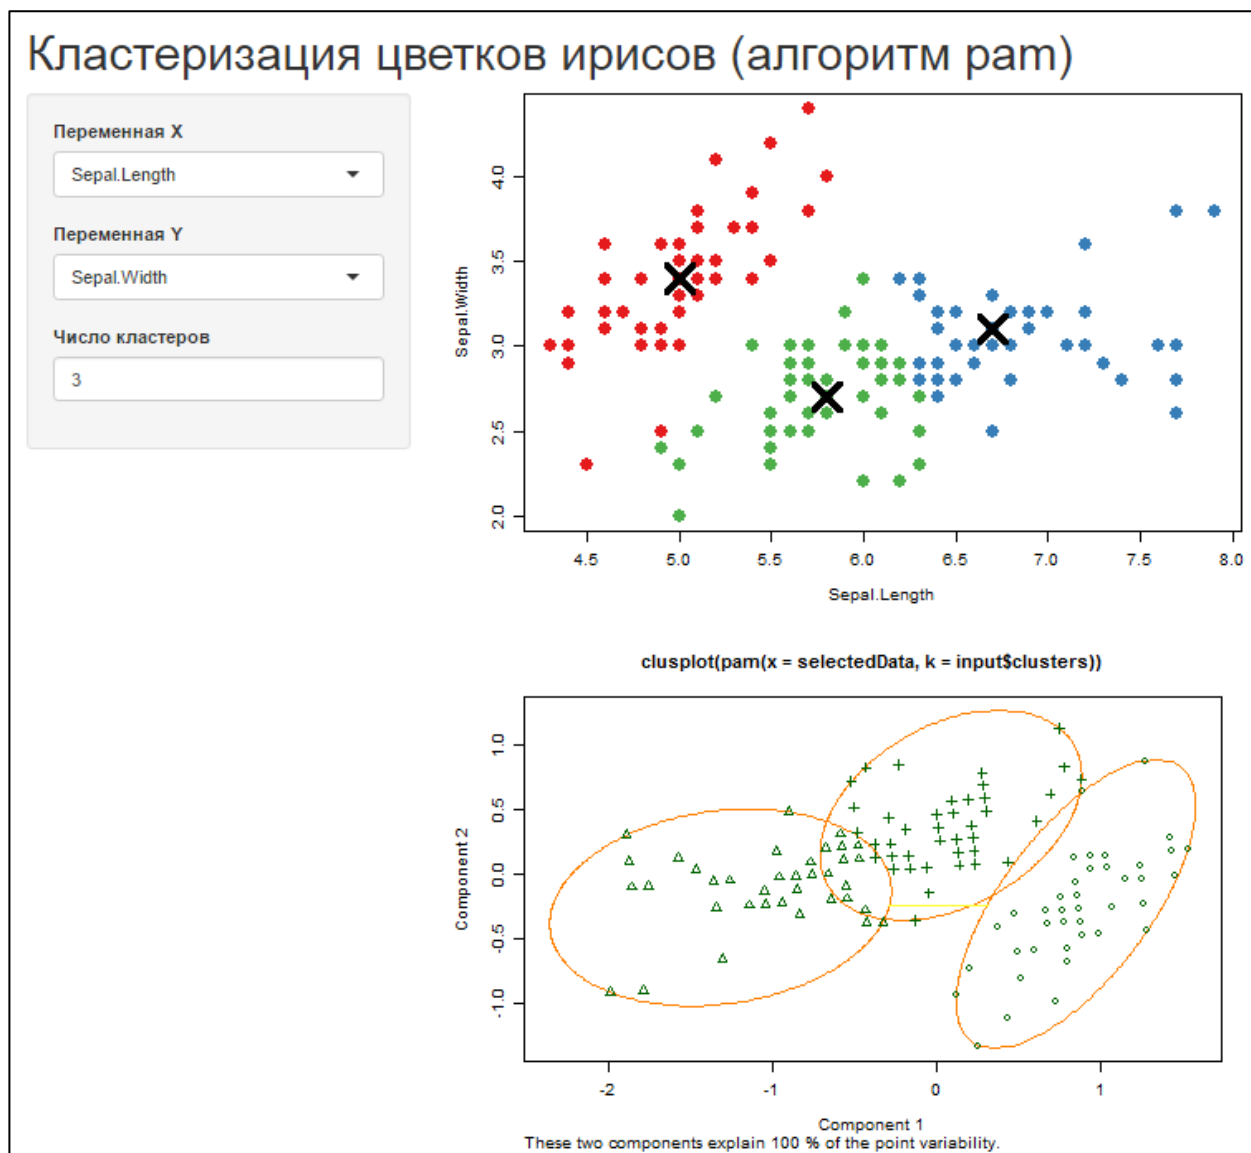 Кластеризация цветков ирисов (алгоритм pam)
Переменная X
Sepal.Length
Переменная Y
Sepal.Width
Число кластеров
3
Sepal.Width
4.0
3.5
3.0
2.5
2.0
4.5 5.0 5.5 6.0 6.5 7.0 7.5 8.0
Sepal.Length
clusplot(pam(x = selectedData, k = input$clusters))
Component 2
1.0
0.5
0.0
-0.5
-1.0
-2 -1 0 1
Component 1
These two components explain 100 % of the point variability.